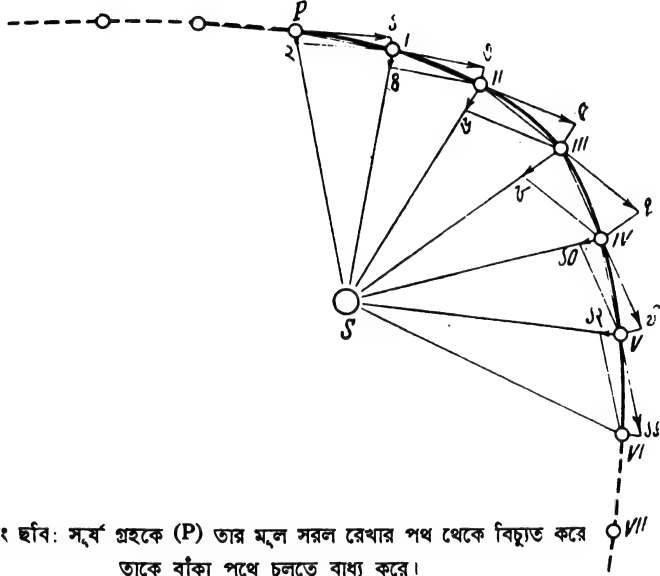 P
১
I
৩
২
II
৪
৫
৬
III
৮
৭
১০
IV
১২
৯
S
V
১১
VI
ং ছবি: সূর্য গ্রহকে (P) তার মূল সরল রেখার পথ থেকে বিচ্যুত করে
VII
তাকে বাঁকা পথে চলতে বাধ্য করে।